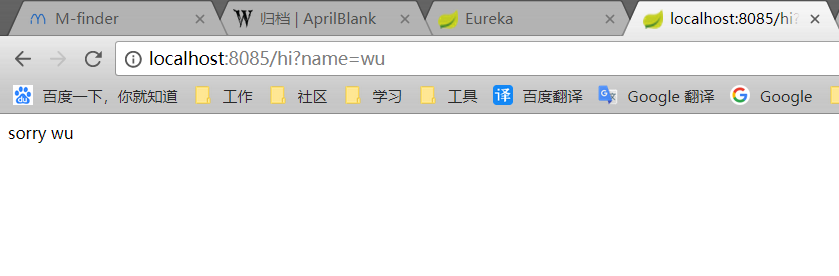 M-finder 归档 | AprilBlank Eureka localhost:8085/hi?
localhost:8085/hi?name=wu
百度一下，你就知道 工作 社区 学习 工具 译 百度翻译 Google 翻译 Google
sorry wu